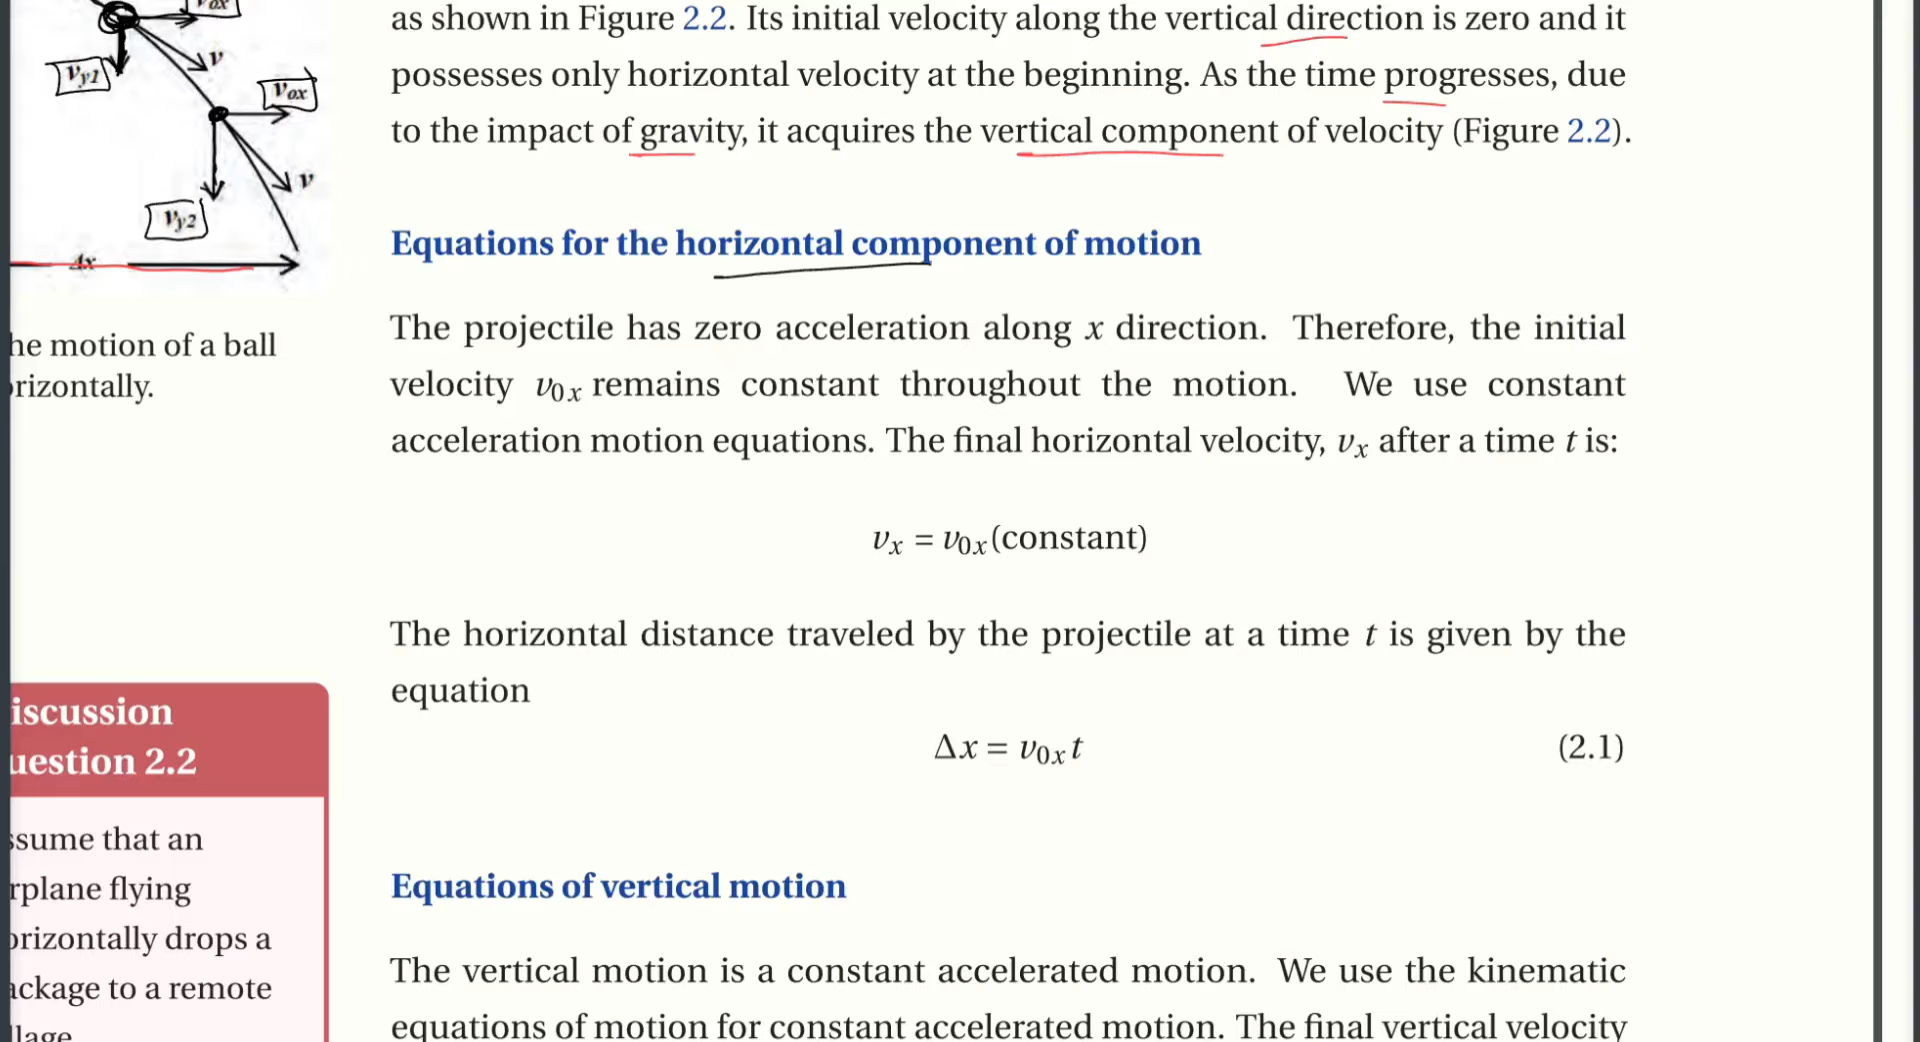 as shown in Figure 2.2. Its initial velocity along the vertical direction is zero and it
possesses only horizontal velocity at the beginning. As the time progresses, due
to the impact of gravity, it acquires the vertical component of velocity (Figure 2.2).
vox
vy1
v
vox
v
vy2
Δx
he motion of a ball
rizontally.
Equations for the horizontal component of motion
The projectile has zero acceleration along x direction. Therefore, the initial
velocity v0x remains constant throughout the motion. We use constant
acceleration motion equations. The final horizontal velocity, vx after a time t is:
vx = v0x(constant)
The horizontal distance traveled by the projectile at a time t is given by the
equation
Δx = v0xt (2.1)
Equations of vertical motion
The vertical motion is a constant accelerated motion. We use the kinematic
equations of motion for constant accelerated motion. The final vertical velocity
iscussion
uestion 2.2
ssume that an
rplane flying
orizontally drops a
ackage to a remote
llage